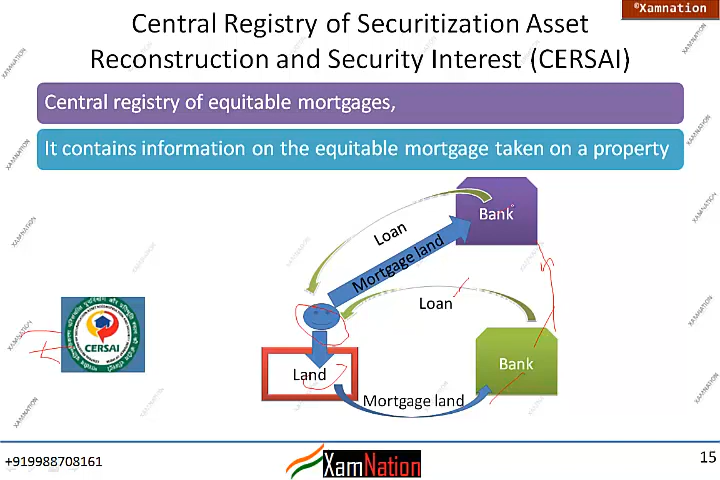 ©Xamnation
Central Registry of Securitization Asset
Reconstruction and Security Interest (CERSAI)
Central registry of equitable mortgages,
It contains information on the equitable mortgage taken on a property
Bank
Loan
Mortgage land
Loan
CERSAI
Land
Bank
Mortgage land
+919988708161
XamNation
15
XAMNATION